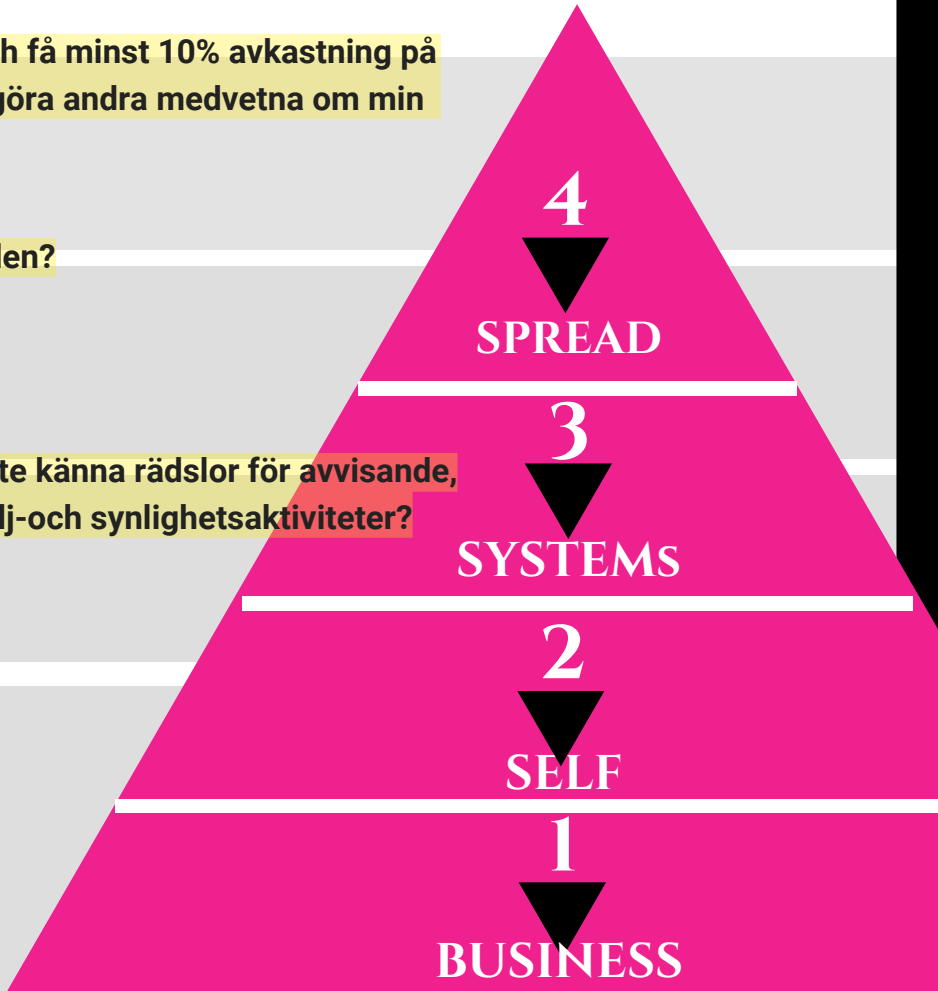 h få minst 10% avkastning på
göra andra medvetna om min
4
den?
SPREAD
3
te känna rädslor för avvisande,
lj-och synlighetsaktiviteter?
SYSTEMs
2
SELF
1
BUSINESS